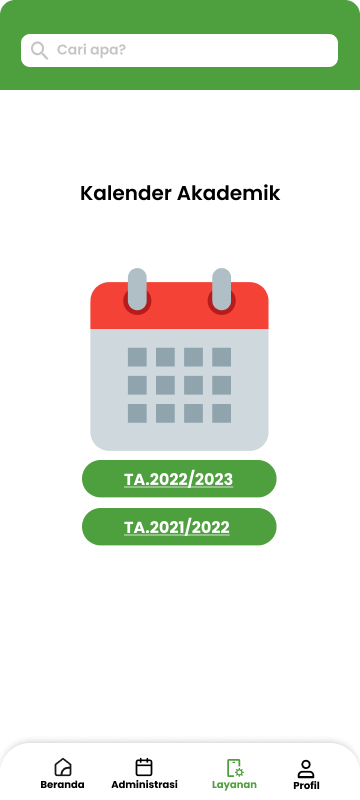 Cari apa?
Kalender Akademik
TA.2022/2023
TA.2021/2022
Beranda
Administrasi
Layanan
Profil